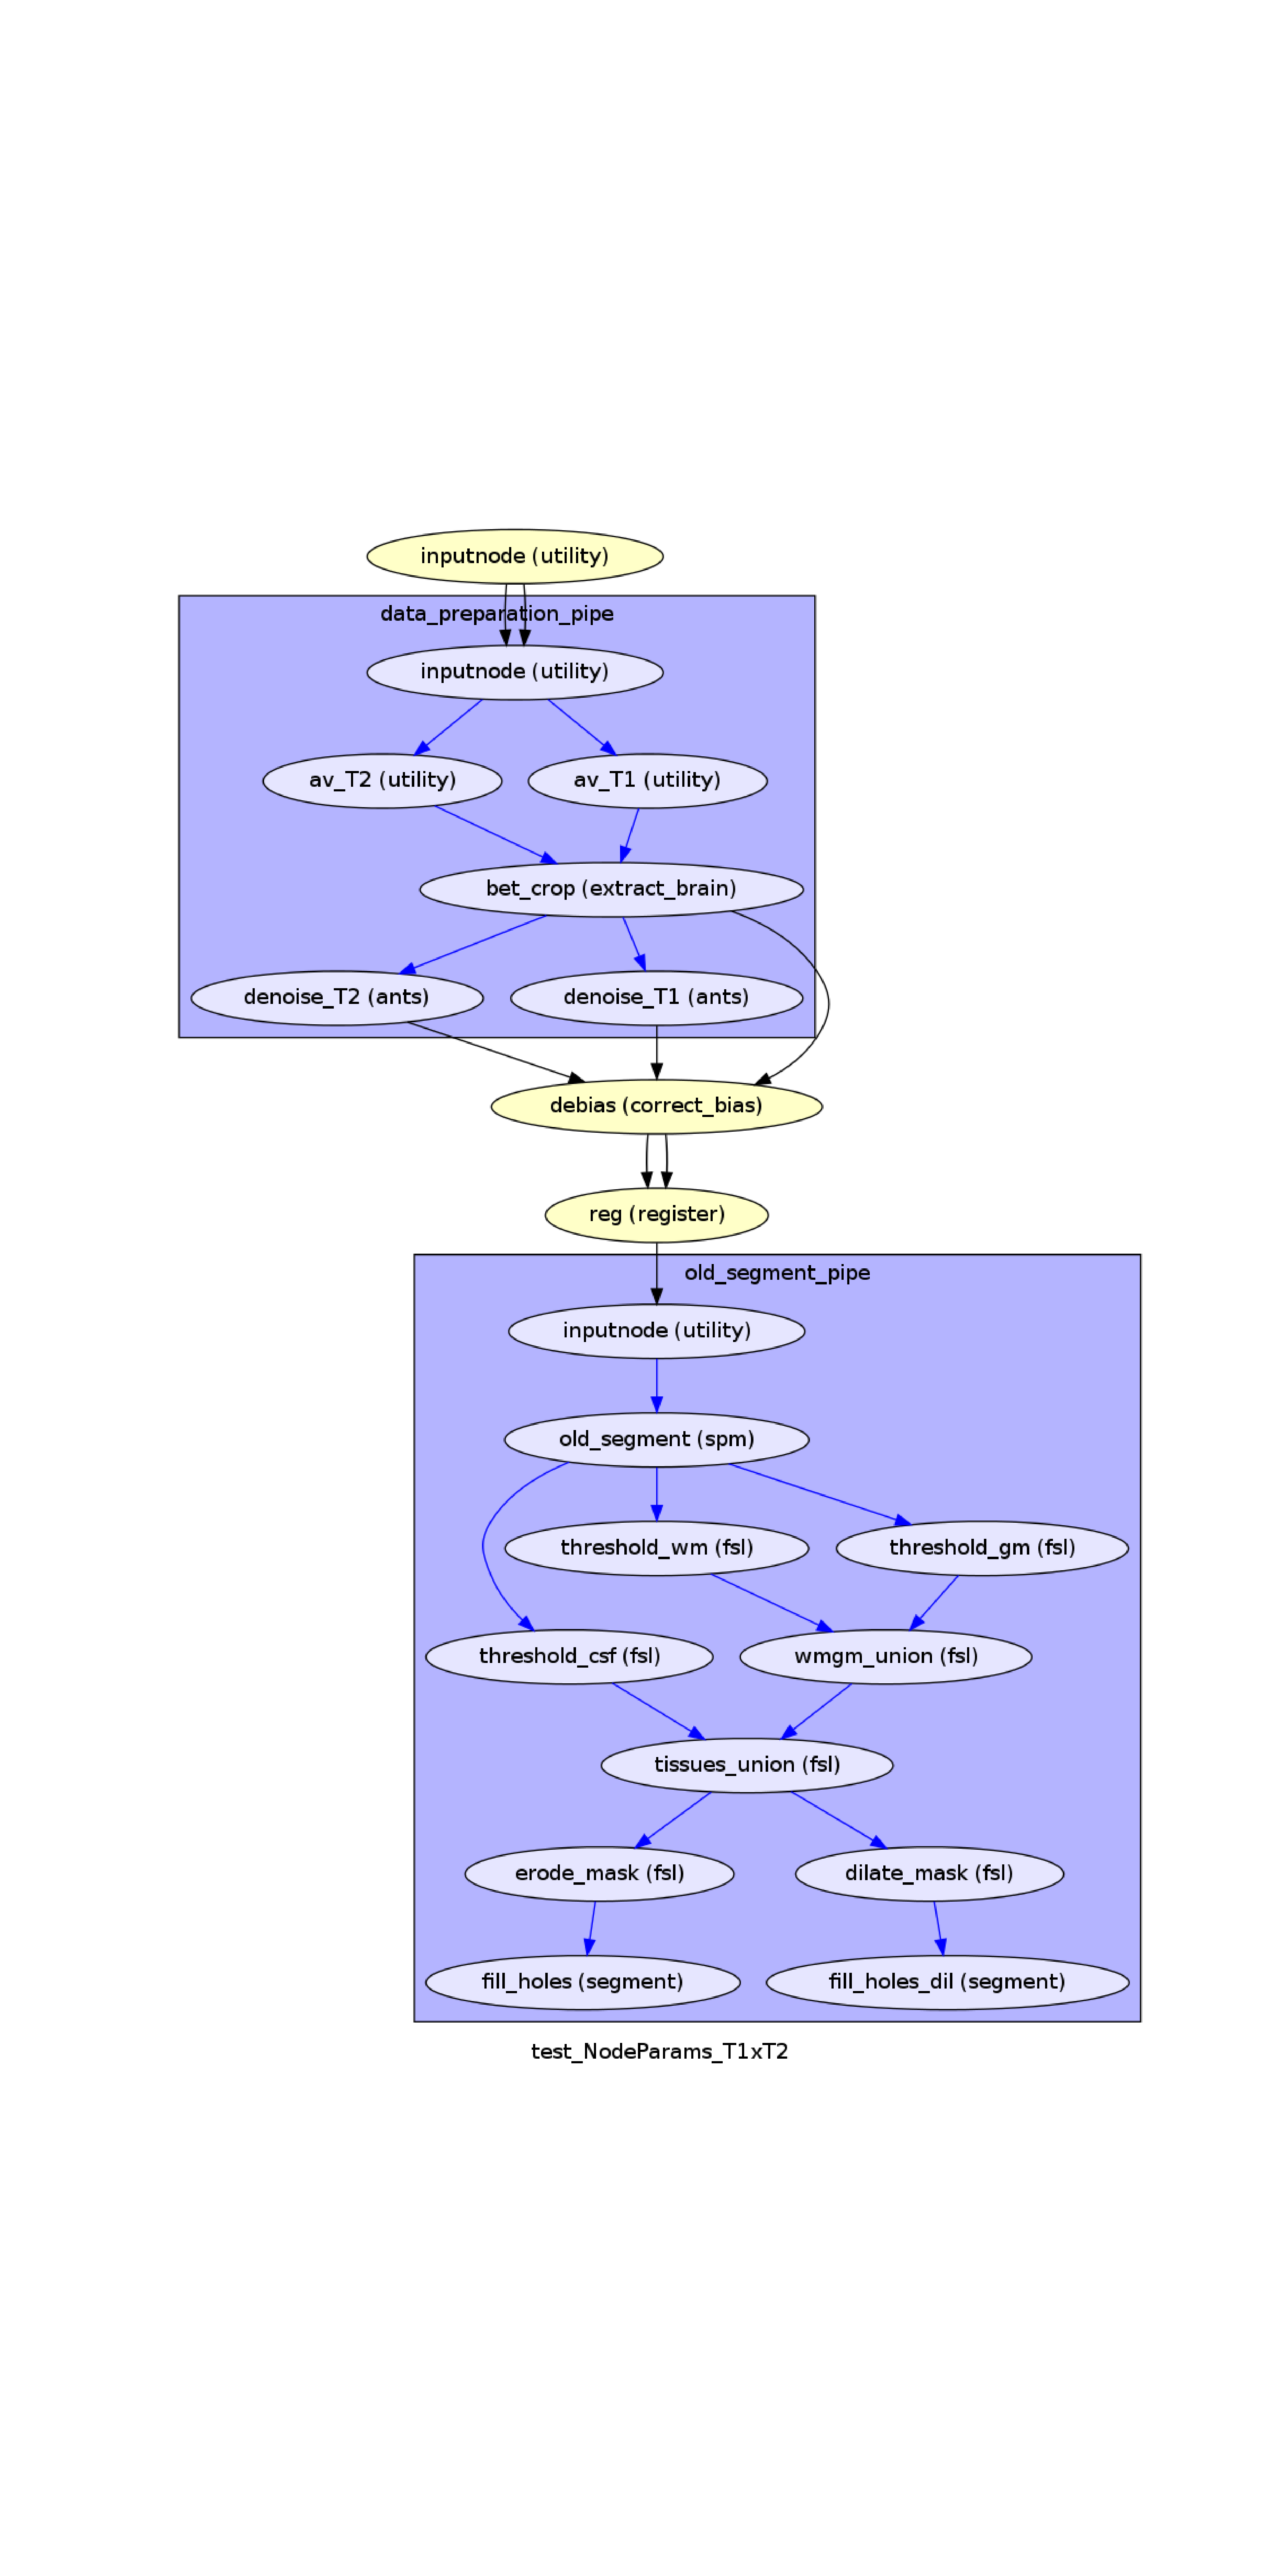 inputnode (utility)
data_preparation_pipe
inputnode (utility)
av_T2 (utility)
av_T1 (utility)
bet_crop (extract_brain)
denoise_T2 (ants)
denoise_T1 (ants)
debias (correct_bias)
reg (register)
old_segment_pipe
inputnode (utility)
old_segment (spm)
threshold_wm (fsl)
threshold_gm (fsl)
threshold_csf (fsl)
wmgm_union (fsl)
tissues_union (fsl)
erode_mask (fsl)
dilate_mask (fsl)
fill_holes (segment)
fill_holes_dil (segment)
test_NodeParams_T1xT2